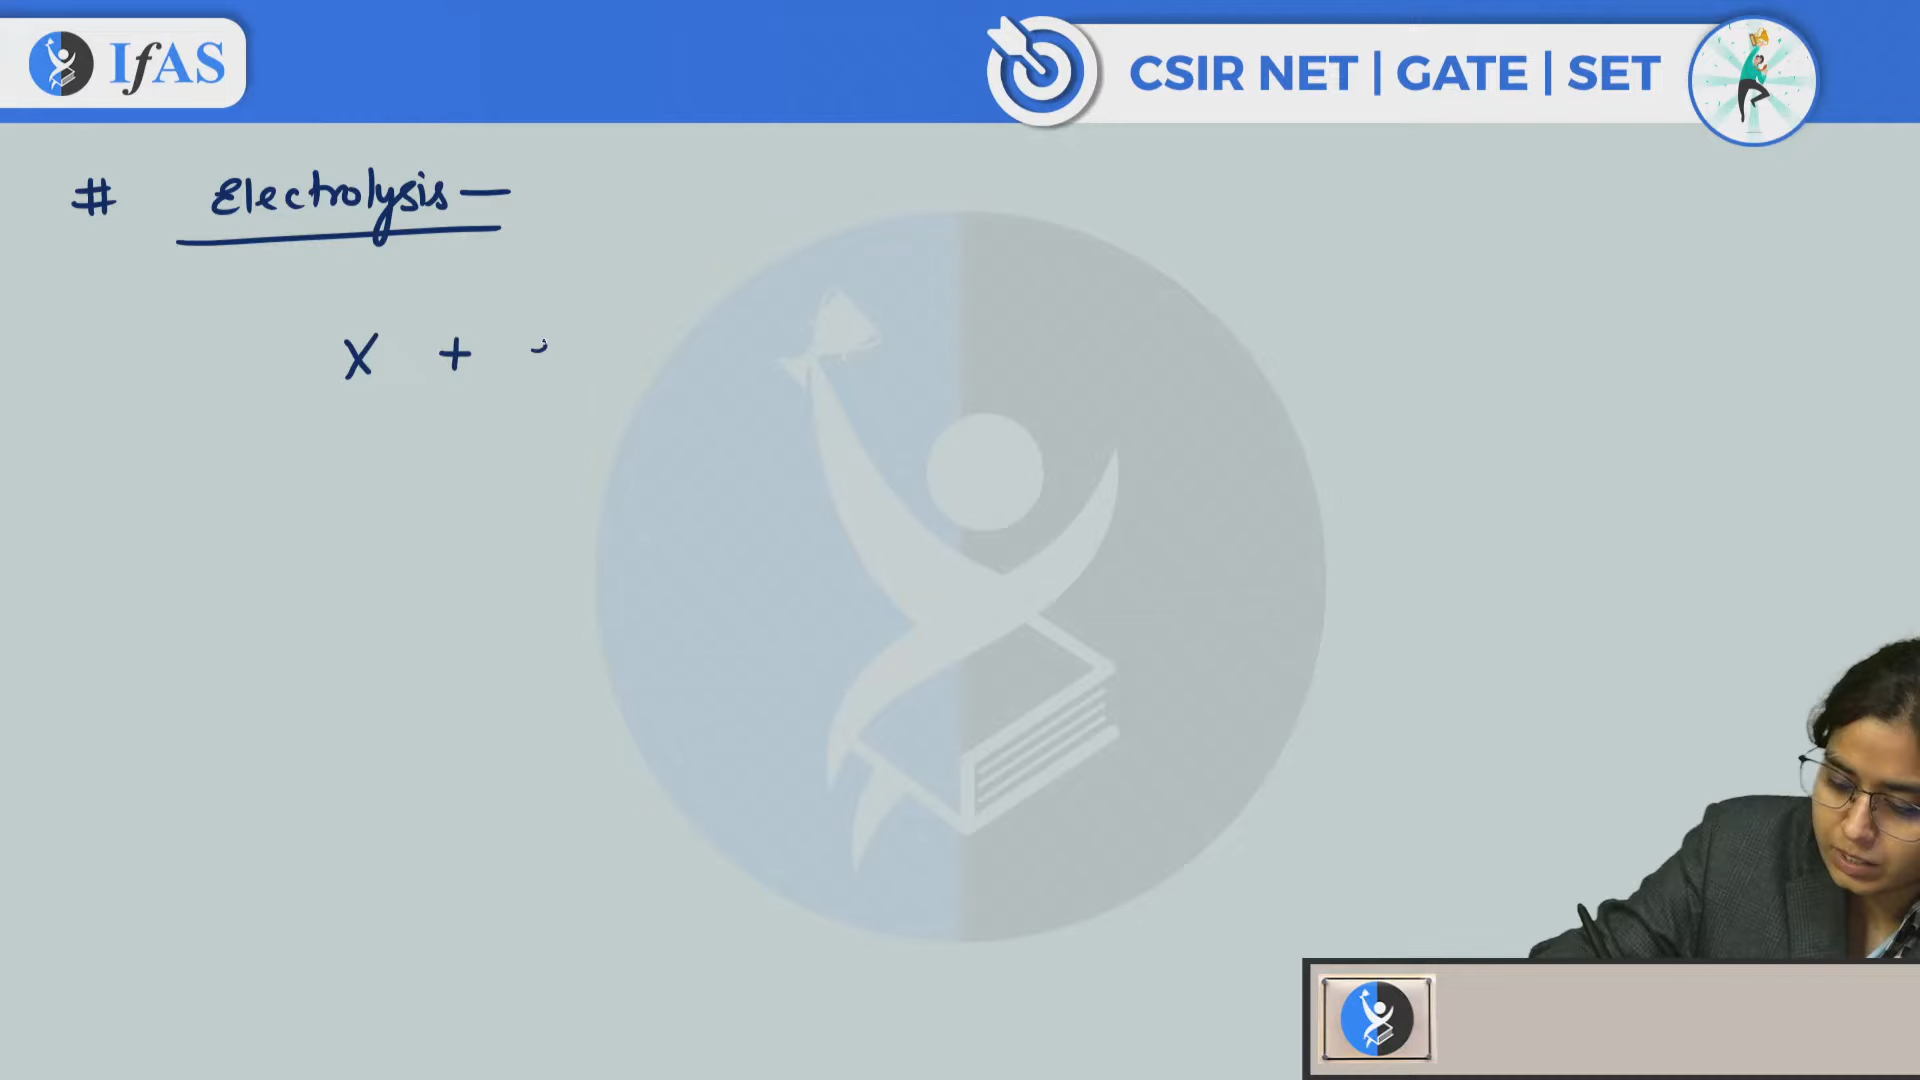 IfAS
CSIR NET | GATE | SET
# Electrolysis —
X +